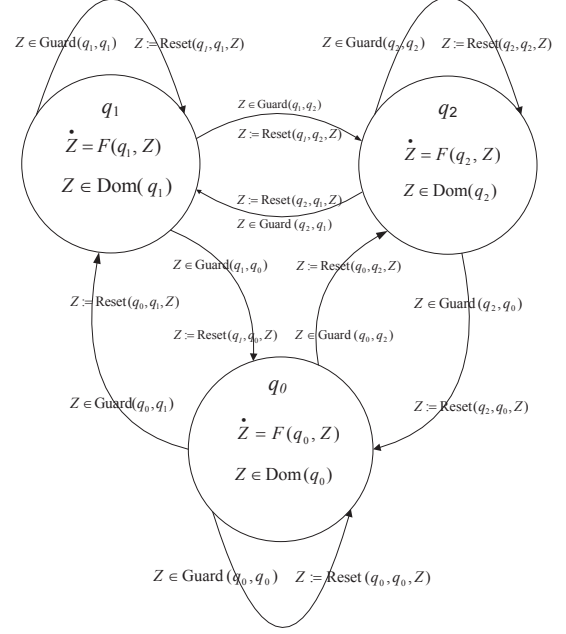 Z ∈ Guard(q₁,q₁) Z := Reset(q₁,q₁,Z)
Z ∈ Guard(q₂,q₂) Z := Reset(q₂,q₂,Z)
q₁
Ż = F(q₁, Z)
Z ∈ Dom( q₁)
Z ∈ Guard(q₁,q₂)
Z := Reset(q₁,q₂,Z)
Z := Reset(q₂,q₁,Z)
Z ∈ Guard (q₂,q₁)
q₂
Ż = F(q₂, Z)
Z ∈ Dom(q₂)
Z ∈ Guard(q₁,q₀)
Z := Reset(q₁,q₀,Z)
Z := Reset(q₀,q₂,Z)
Z ∈ Guard (q₀,q₂)
Z := Reset(q₀,q₁,Z)
Z ∈ Guard(q₀,q₁)
Z ∈ Guard (q₂,q₀)
Z := Reset(q₂,q₀,Z)
q₀
Ż = F(q₀, Z)
Z ∈ Dom(q₀)
Z ∈ Guard (q₀,q₀) Z := Reset (q₀,q₀,Z)